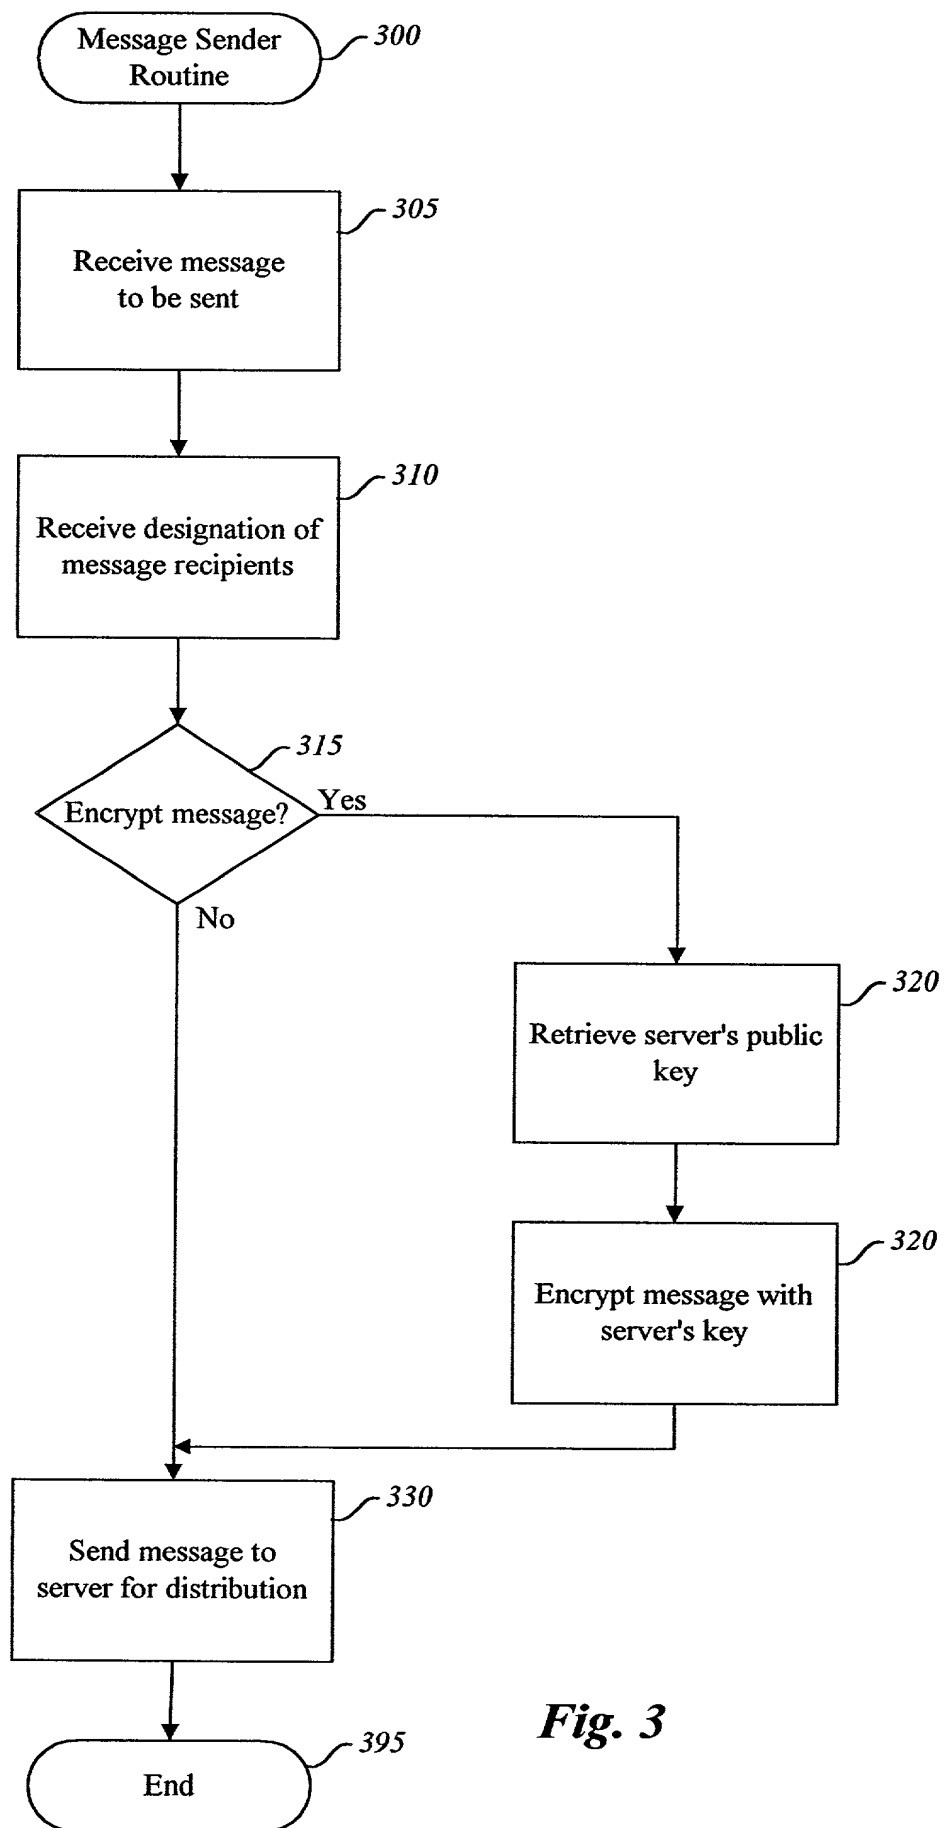 Message Sender
Routine
300
305
Receive message
to be sent
310
Receive designation of
message recipients
315
Encrypt message?
Yes
No
320
Retrieve server's public
key
320
Encrypt message with
server's key
330
Send message to
server for distribution
Fig. 3
395
End